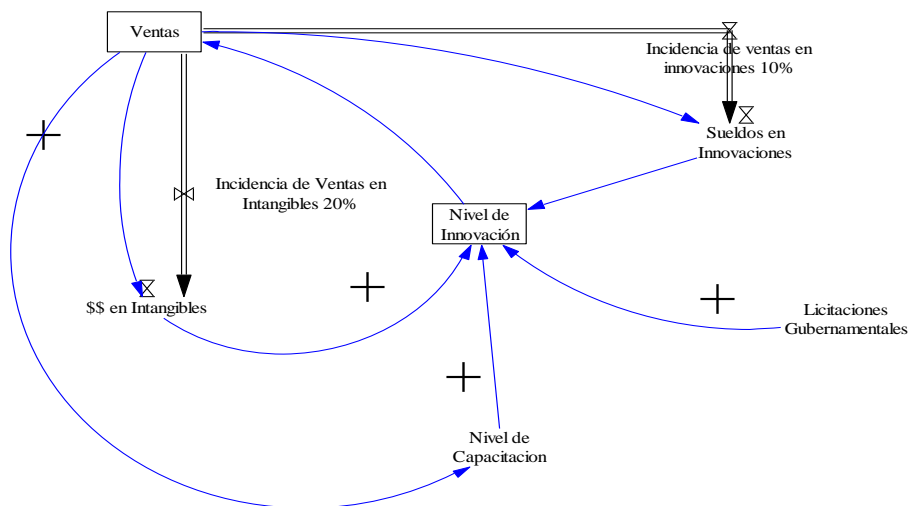 Ventas
Incidencia de ventas en
innovaciones 10%
Sueldos en
Innovaciones
Incidencia de Ventas en
Intangibles 20%
Nivel de
Innovación
$$ en Intangibles
Licitaciones
Gubernamentales
Nivel de
Capacitacion